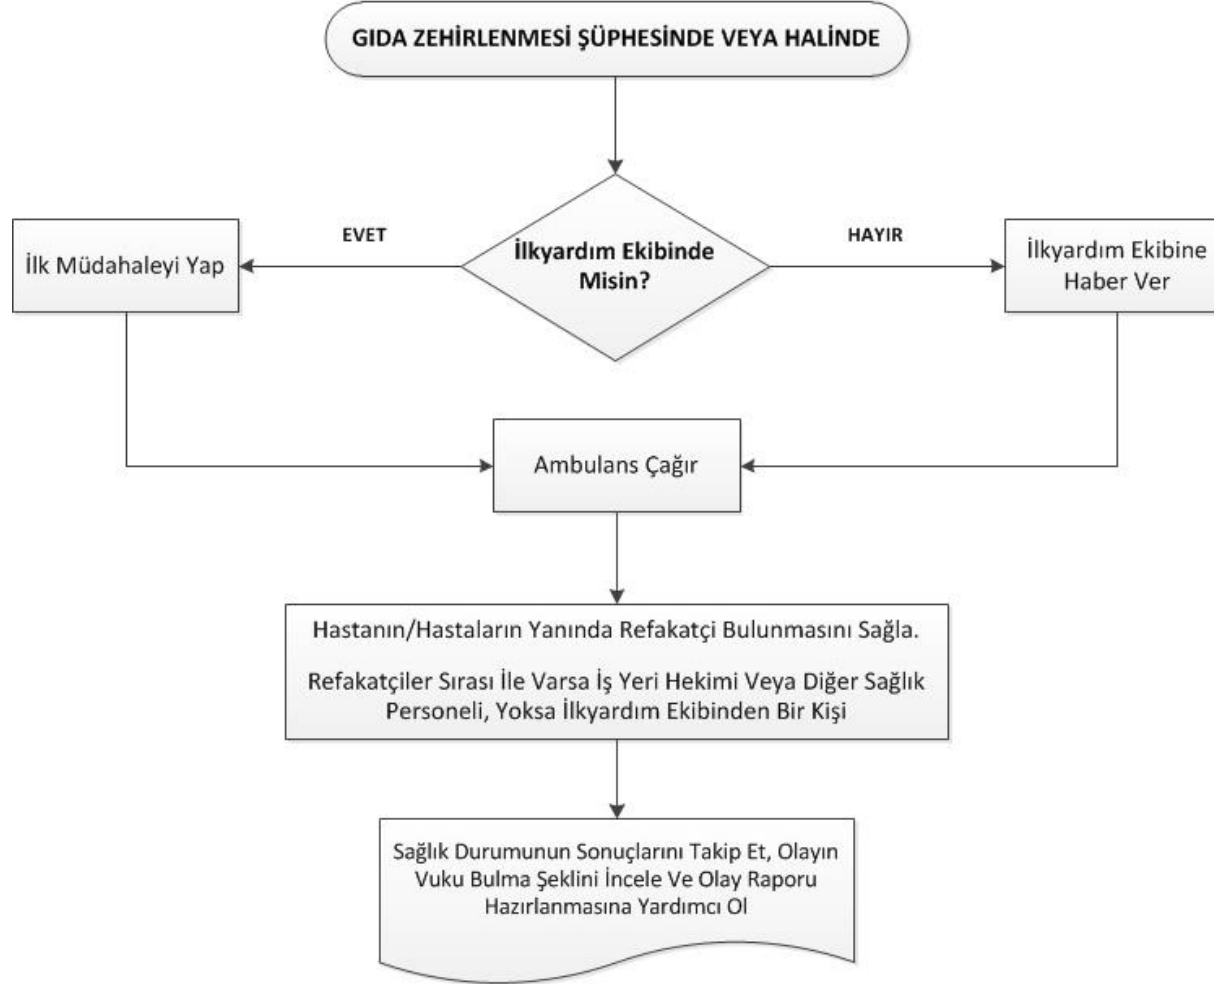 GIDA ZEHİRLENMESİ ŞÜPHESİNDE VEYA HALİNDE
İlkyardım Ekibinde
Misin?
EVET
HAYIR
İlk Müdahaleyi Yap
İlkyardım Ekibine
Haber Ver
Ambulans Çağır
Hastanın/Hastaların Yanında Refakatçi Bulunmasını Sağla.
Refakatçiler Sırası İle Varsa İş Yeri Hekimi Veya Diğer Sağlık
Personeli, Yoksa İlkyardım Ekibinden Bir Kişi
Sağlık Durumunun Sonuçlarını Takip Et, Olayın
Vuku Bulma Şeklini İncele Ve Olay Raporu
Hazırlanmasına Yardımcı Ol